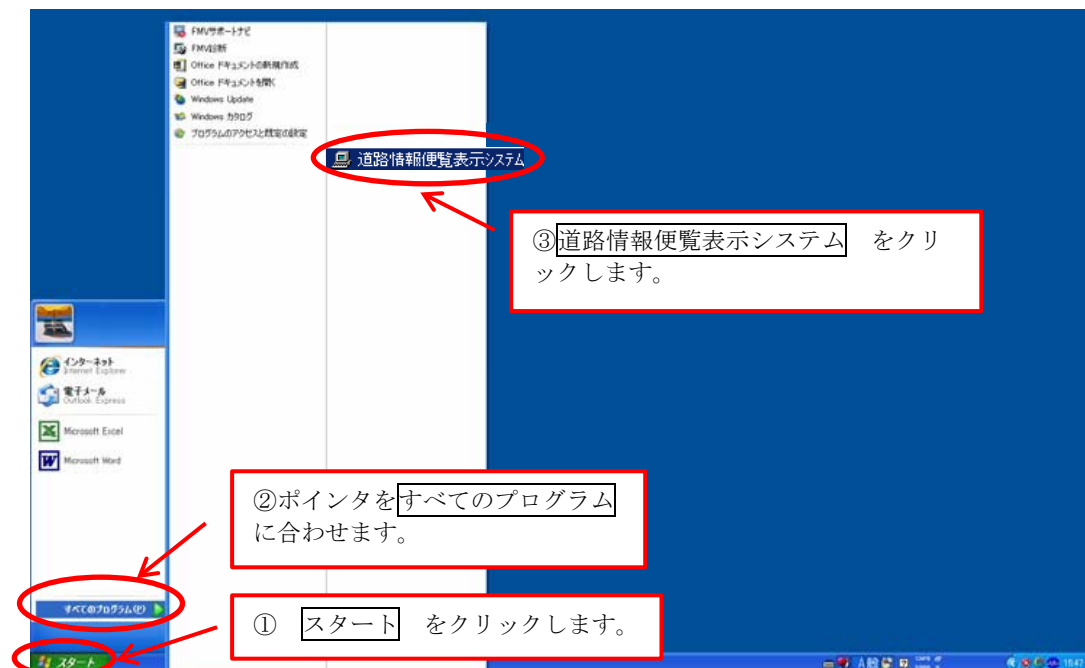 FMVサポートナビ
FMV診断
Office ドキュメントの新規作成
Office ドキュメントを開く
Windows Update
Windows カタログ
プログラムのアクセスと既定の設定
道路情報便覧表示システム
③道路情報便覧表示システム　をクリ
ックします。
インターネット
Internet Explorer
電子メール
Outlook Express
Microsoft Excel
Microsoft Word
②ポインタをすべてのプログラム
に合わせます。
すべてのプログラム(P)
①　スタート　をクリックします。
スタート
A般
CAPS
15:42